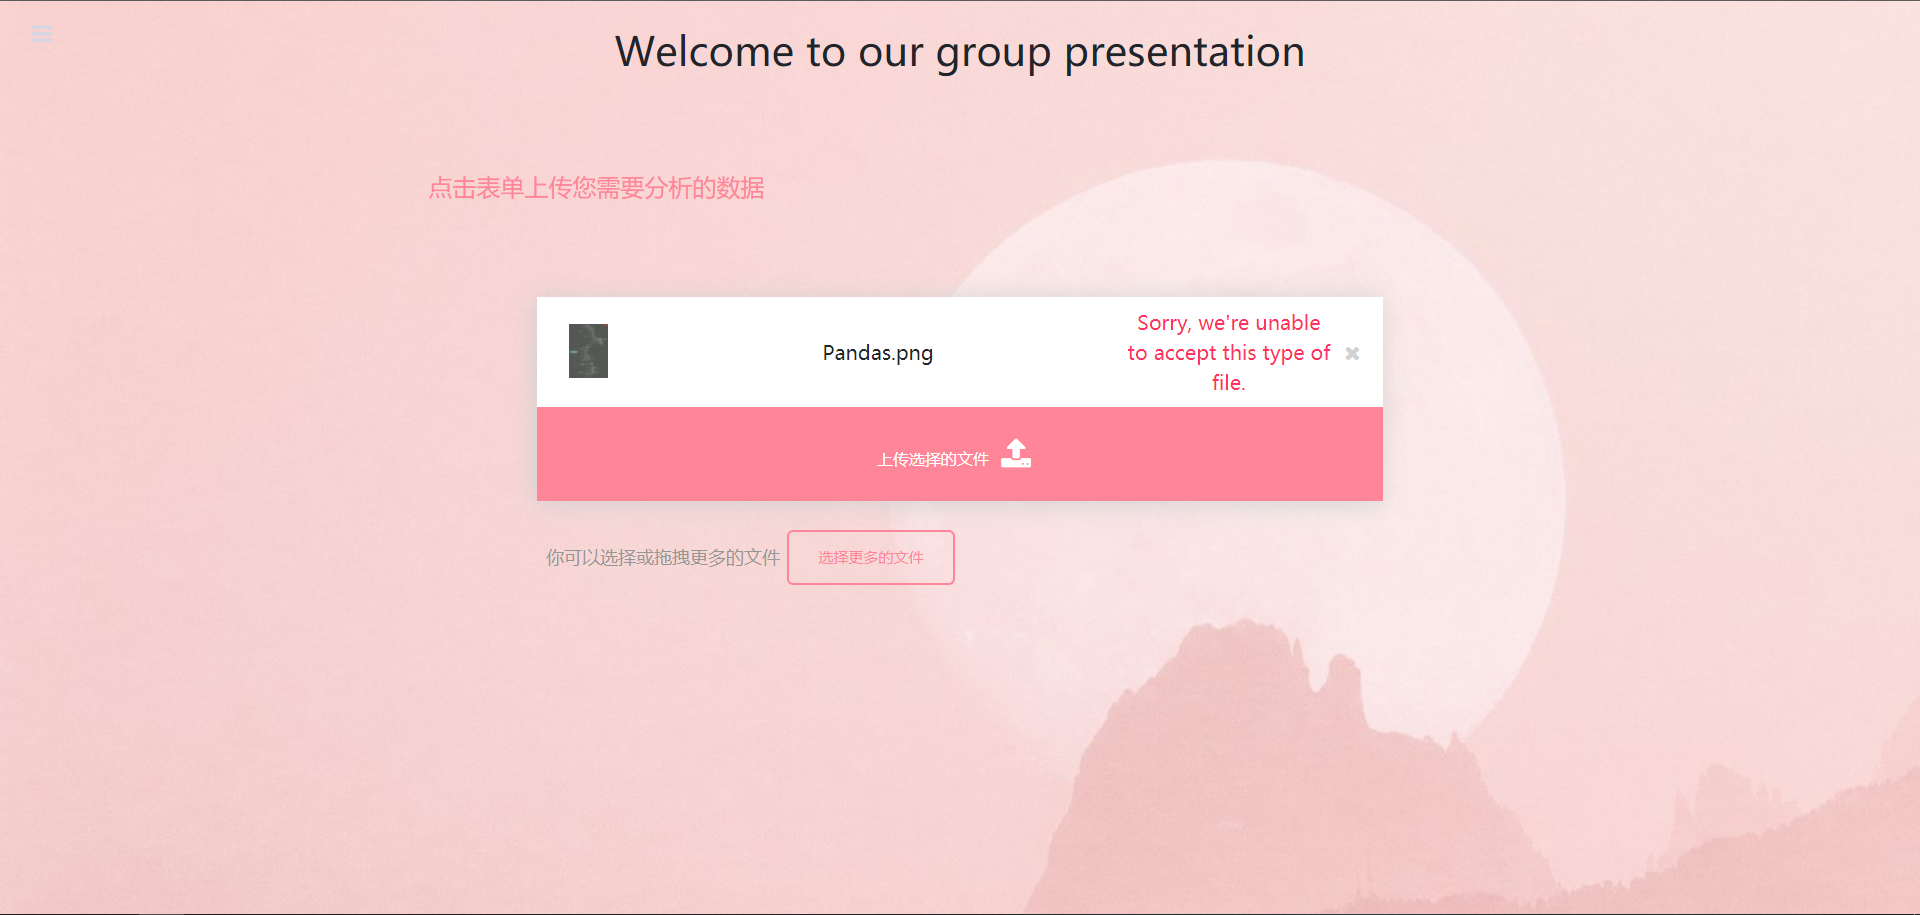 Welcome to our group presentation
点击表单上传您需要分析的数据
Pandas.png
Sorry, we're unable
to accept this type of
file.
上传选择的文件
你可以选择或拖拽更多的文件
选择更多的文件